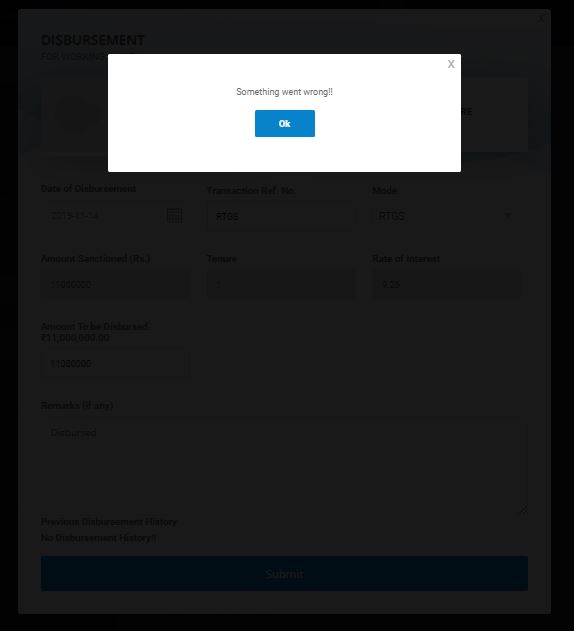 X
DISBURSEMENT
FOR WORKING
X
Something went wrong!!
Ok
RE
Date of Disbursement
Transaction Ref. No.
Mode
2019-11-14
RTGS
RTGS
Amount Sanctioned (Rs.)
Tenure
Rate of Interest
11000000
1
9.25
Amount To be Disbursed
₹11,000,000.00
11000000
Remarks (if any)
Disbursed
Previous Disbursement History
No Disbursement History!!
Submit